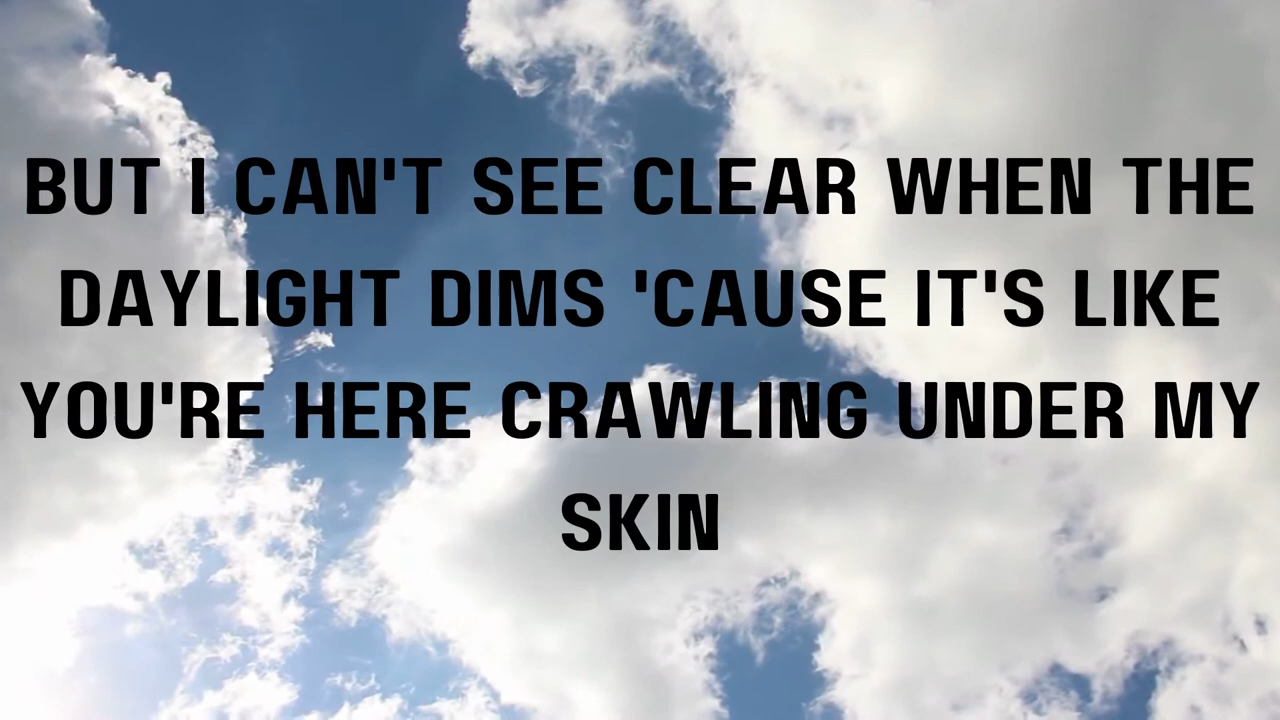 BUT I CAN'T SEE CLEAR WHEN THE
DAYLIGHT DIMS 'CAUSE IT'S LIKE
YOU'RE HERE CRAWLING UNDER MY
SKIN